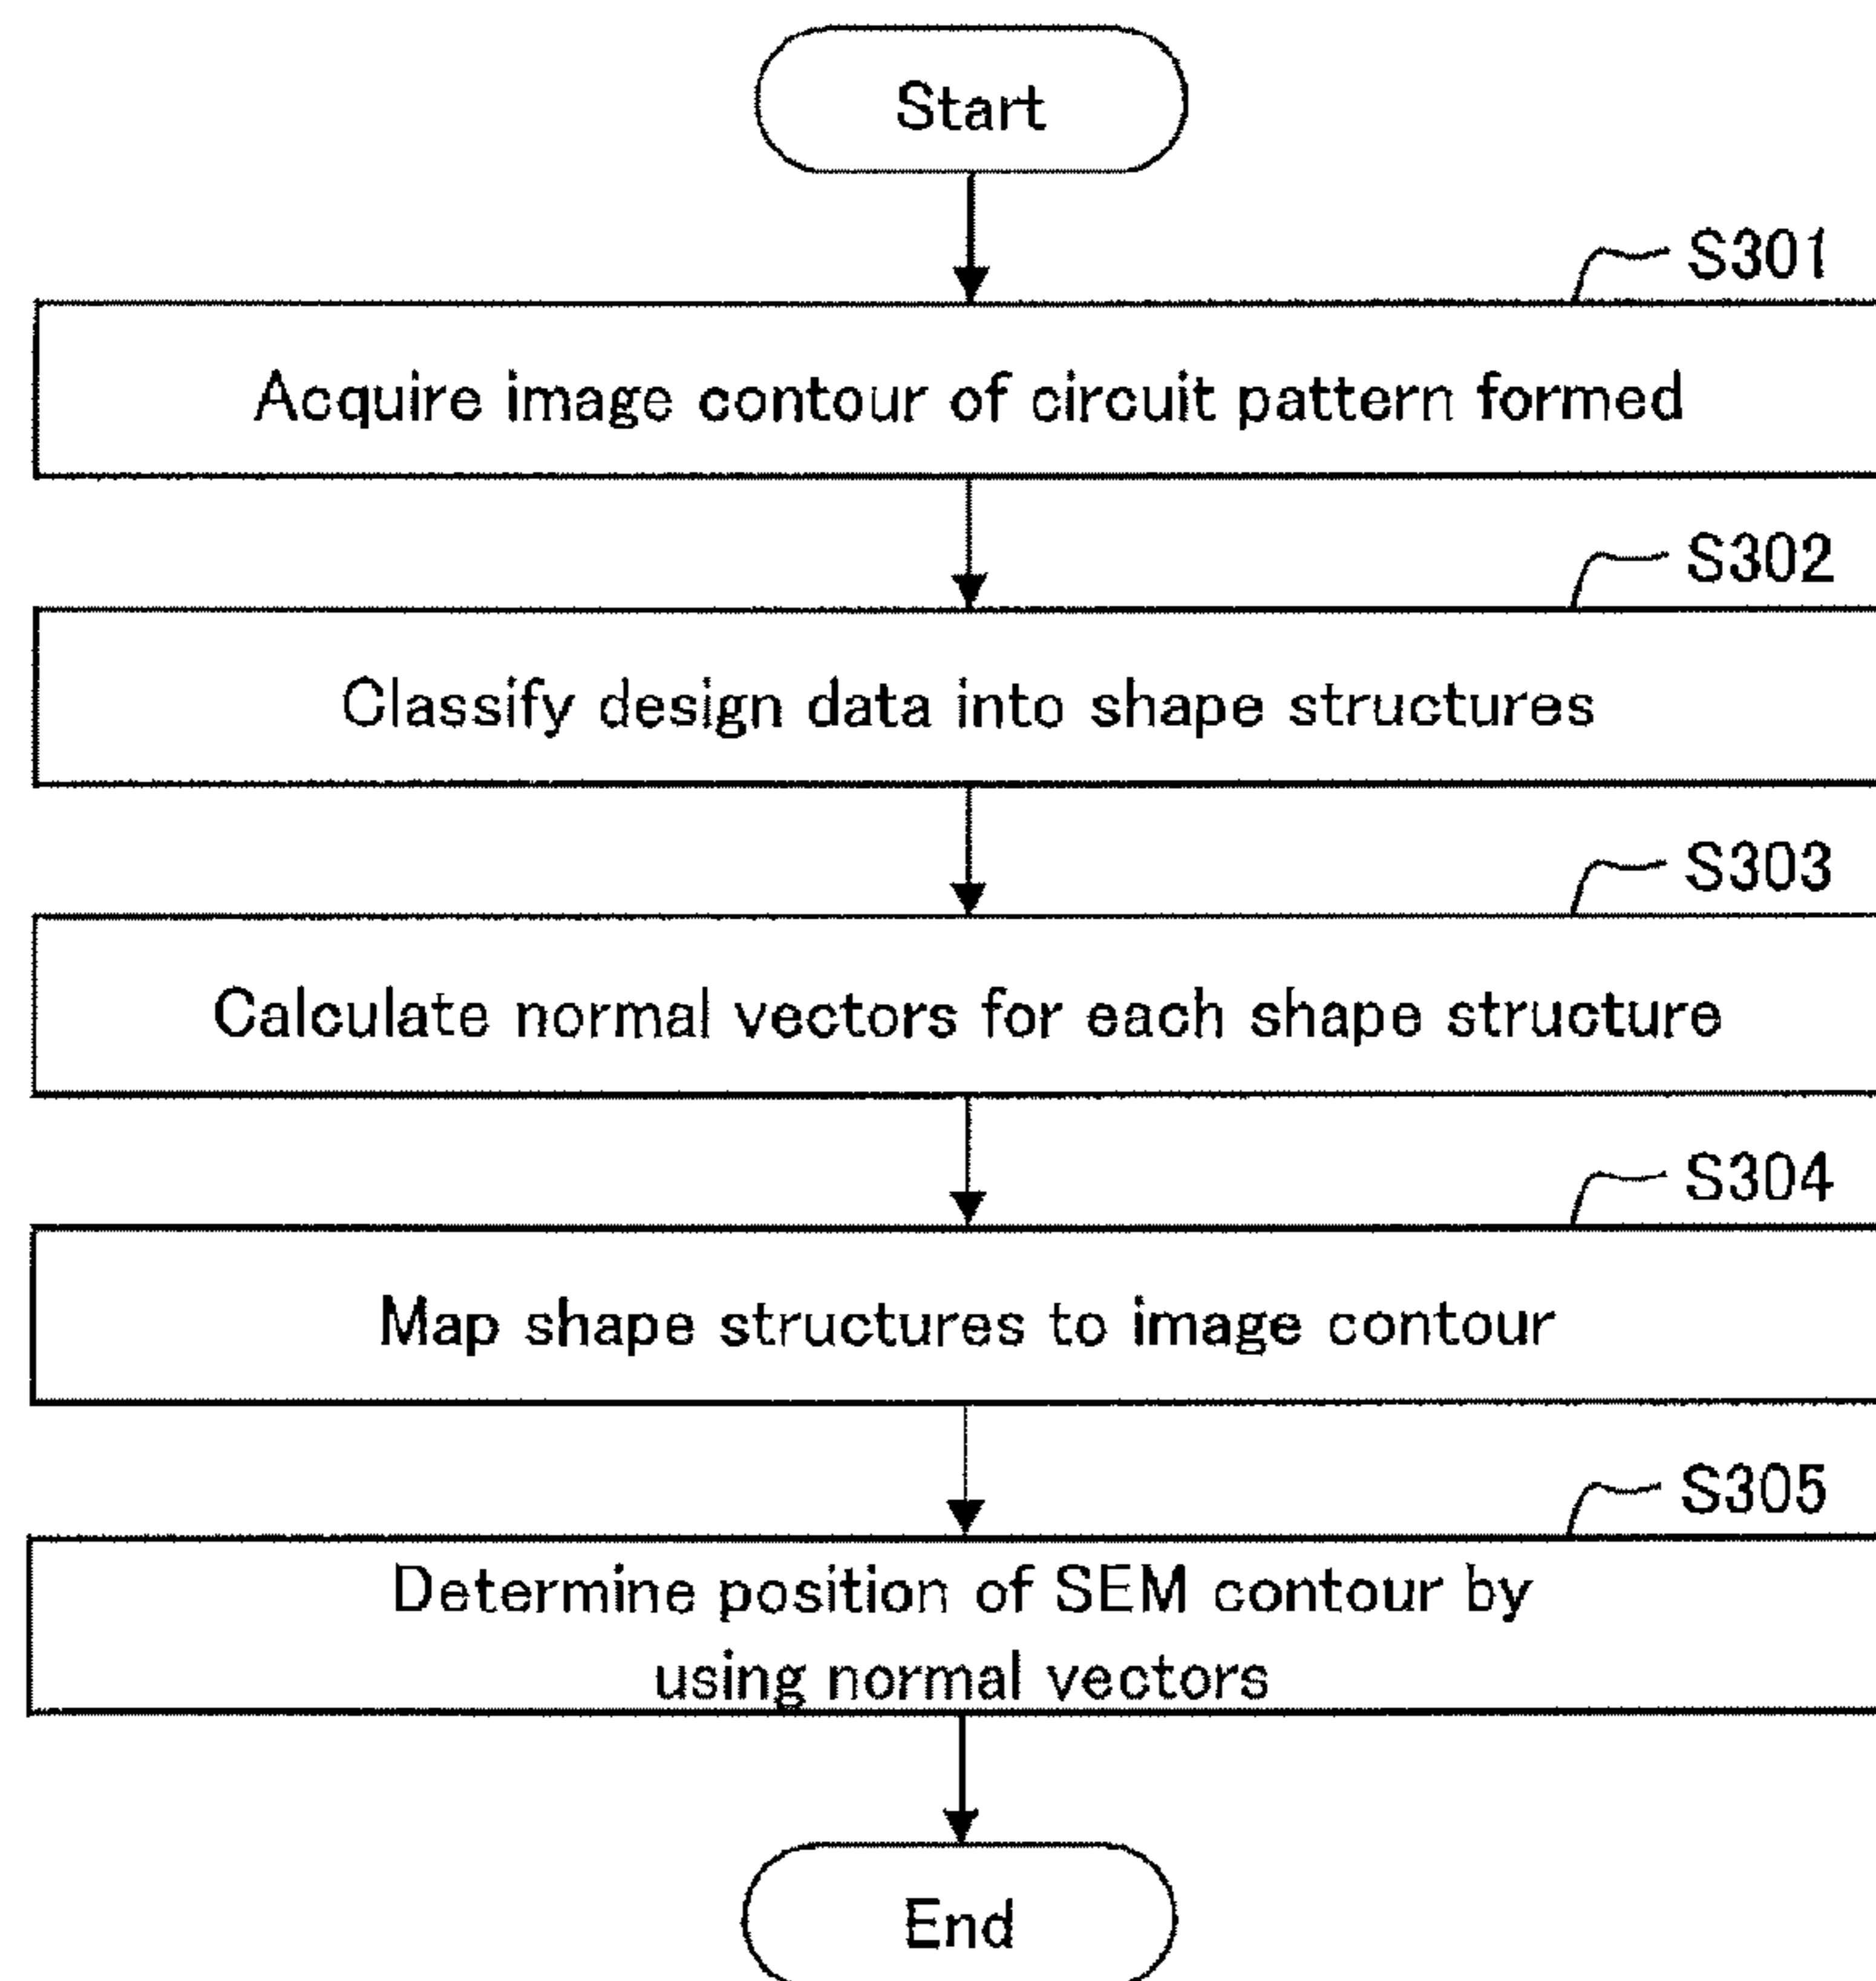 Start
S301
Acquire image contour of circuit pattern formed
S302
Classify design data into shape structures
S303
Calculate normal vectors for each shape structure
S304
Map shape structures to image contour
S305
Determine position of SEM contour by
using normal vectors
End